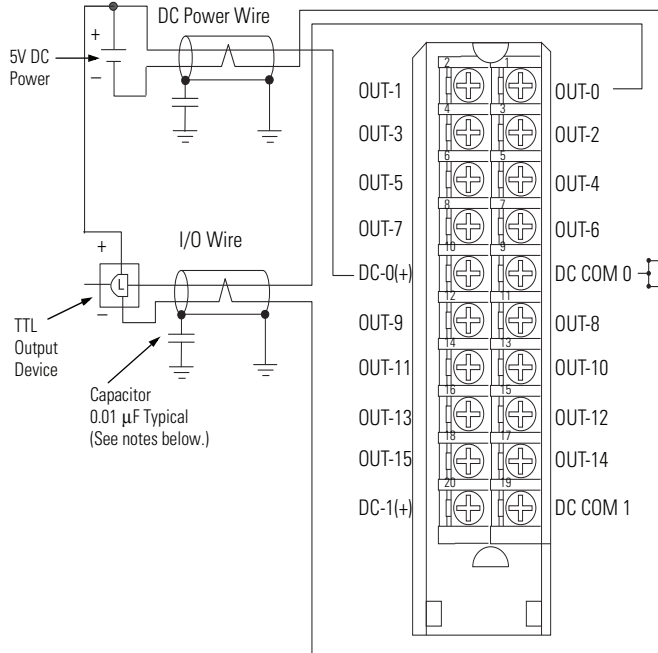 DC Power Wire
+
5V DC
Power
−
I/O Wire
+
L
−
TTL
Output
Device
Capacitor
0.01 µF Typical
(See notes below.)
2 1
OUT-1 OUT-0
4 3
OUT-3 OUT-2
6 5
OUT-5 OUT-4
8 7
OUT-7 OUT-6
10 9
DC-0(+) DC COM 0
12 11
OUT-9 OUT-8
14 13
OUT-11 OUT-10
16 15
OUT-13 OUT-12
18 17
OUT-15 OUT-14
20 19
DC-1(+) DC COM 1